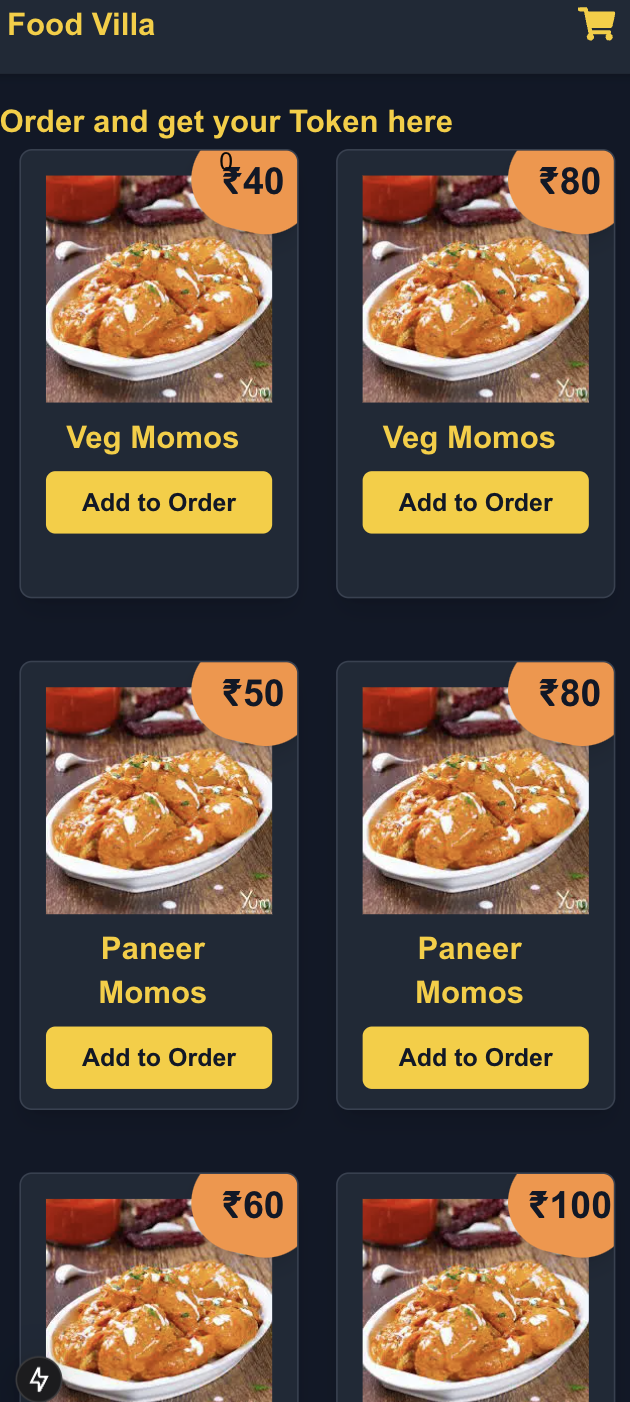 Food Villa
Order and get your Token here
0
₹40
₹80
Yum
Yum
Veg Momos
Veg Momos
Add to Order
Add to Order
₹50
₹80
Yum
Yum
Paneer
Momos
Paneer
Momos
Add to Order
Add to Order
₹60
₹100
Yum
Yum